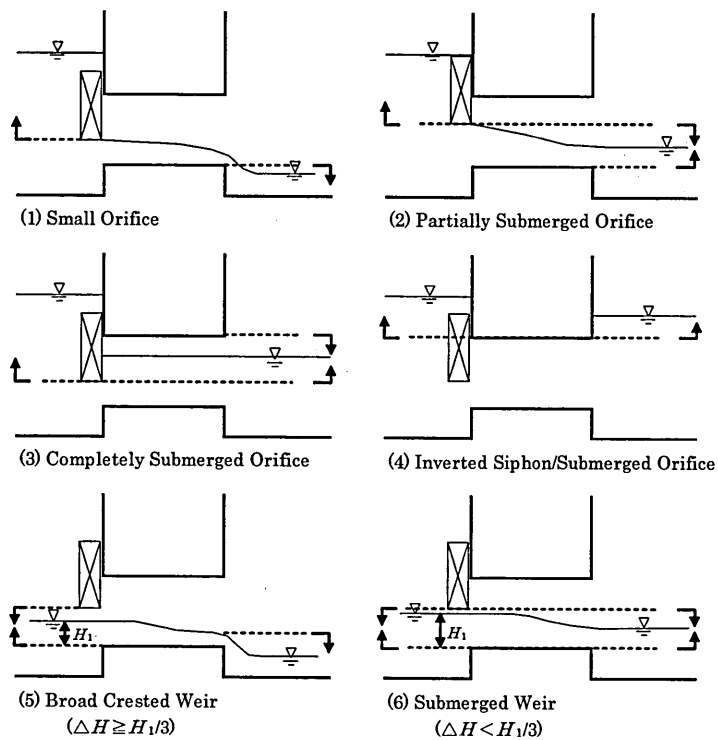 (1) Small Orifice
(2) Partially Submerged Orifice
(3) Completely Submerged Orifice
(4) Inverted Siphon/Submerged Orifice
H₁
H₁
(5) Broad Crested Weir
(△H≧H₁/3)
(6) Submerged Weir
(△H<H₁/3)